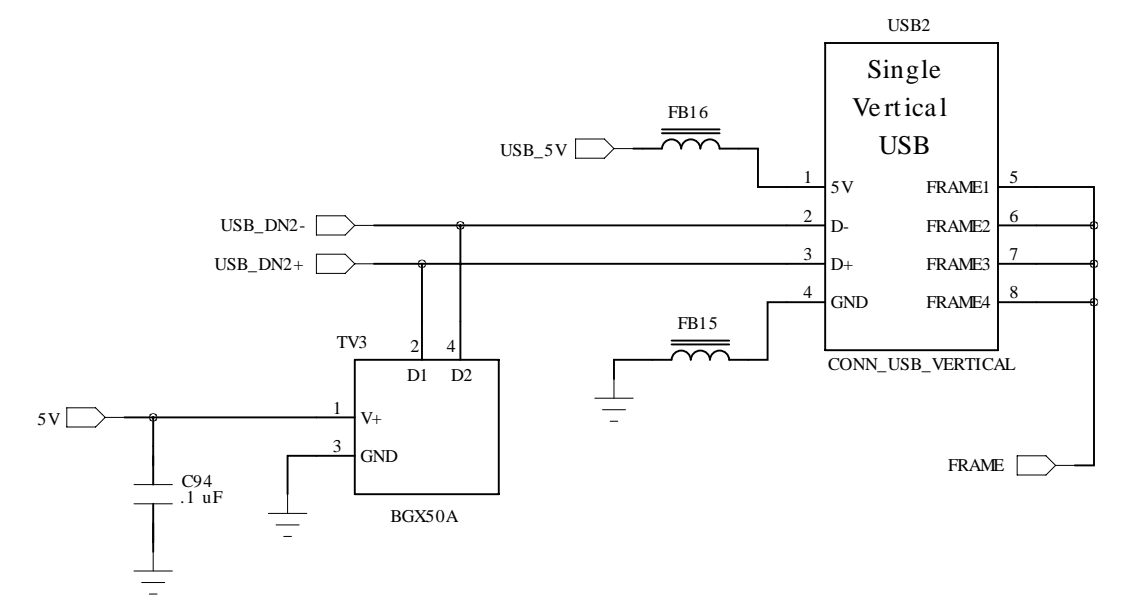 USB2
Single
Vertical
USB
FB16
USB_5V
1
5V
FRAME1
5
USB_DN2-
2
D-
FRAME2
6
USB_DN2+
3
D+
FRAME3
7
4
GND
FRAME4
8
FB15
CONN_USB_VERTICAL
TV3
2
4
D1
D2
5V
1
V+
3
GND
FRAME
C94
.1 uF
BGX50A